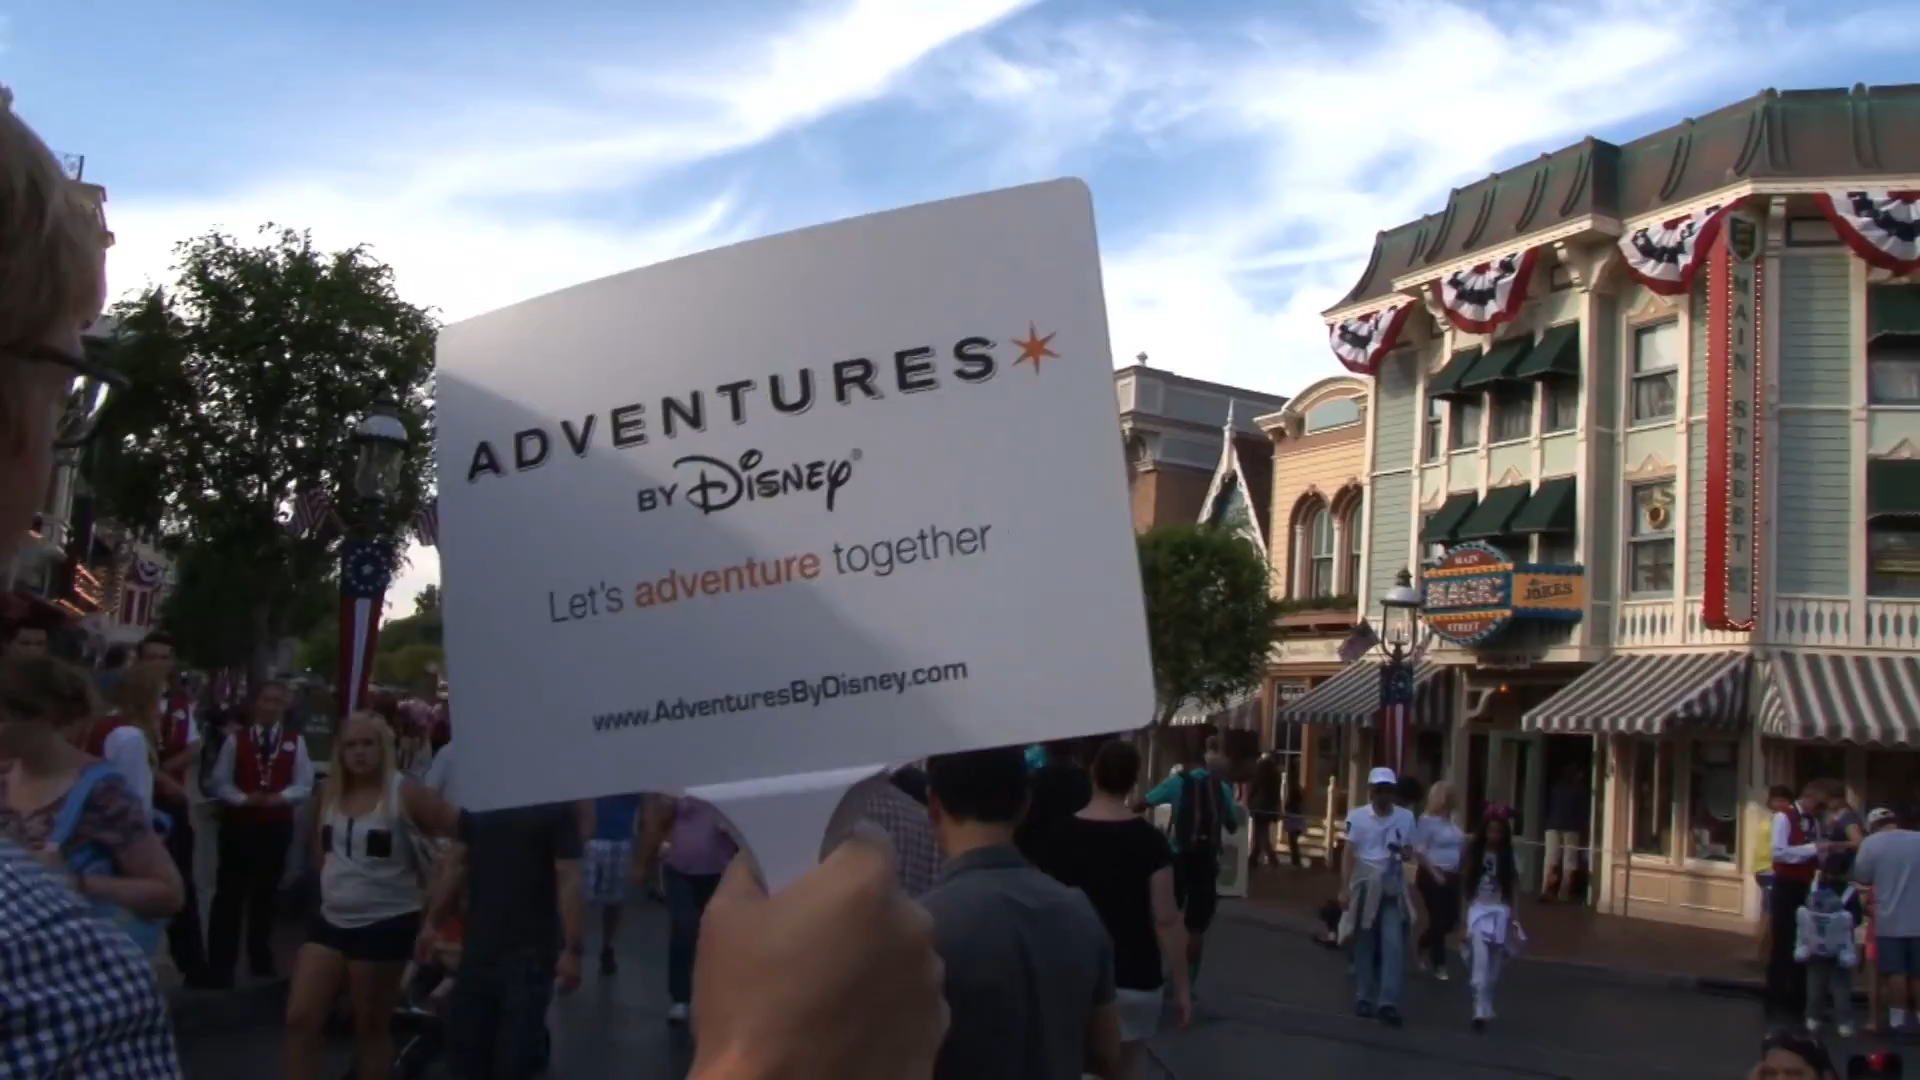 ADVENTURES
BY Disney®
Let's adventure together
www.AdventuresByDisney.com
MAIN STREET
MAIN
MAGIC
STREET
JOKES